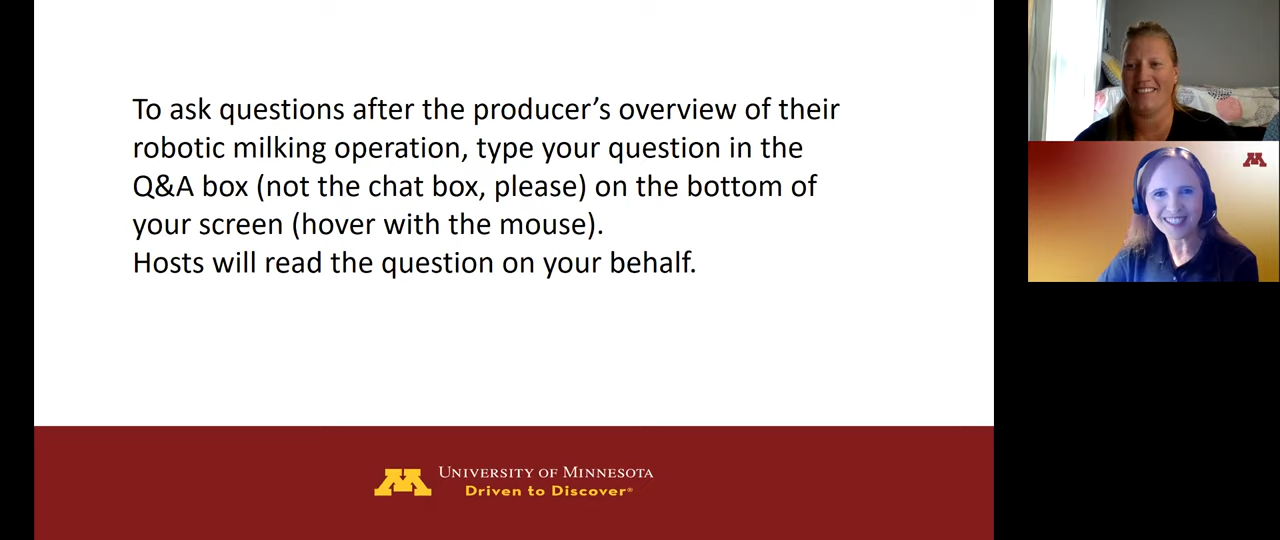 To ask questions after the producer’s overview of their
robotic milking operation, type your question in the
Q&A box (not the chat box, please) on the bottom of
your screen (hover with the mouse).
Hosts will read the question on your behalf.
M
UNIVERSITY OF MINNESOTA
Driven to Discover®
M